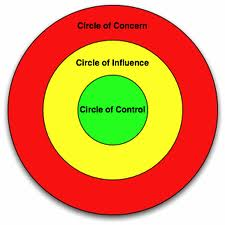 Circle of Concern
Circle of Influence
Circle of Control